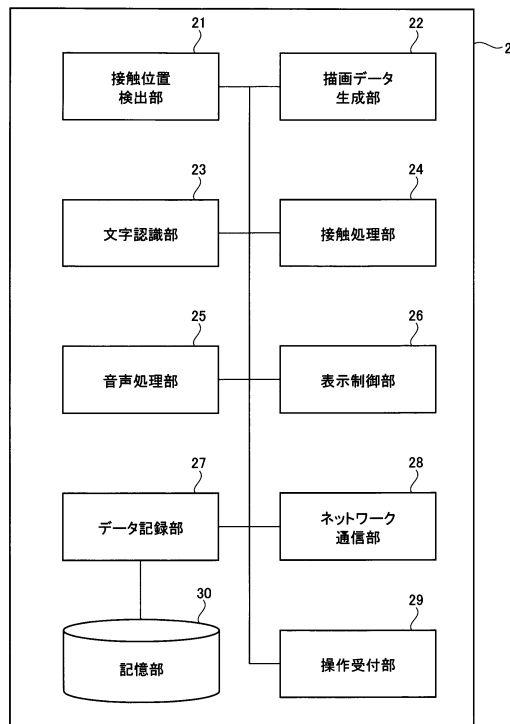 21
22
2
接触位置
検出部
描画データ
生成部
23
24
文字認識部
接触処理部
25
26
音声処理部
表示制御部
27
28
データ記録部
ネットワーク
通信部
30
29
記憶部
操作受付部